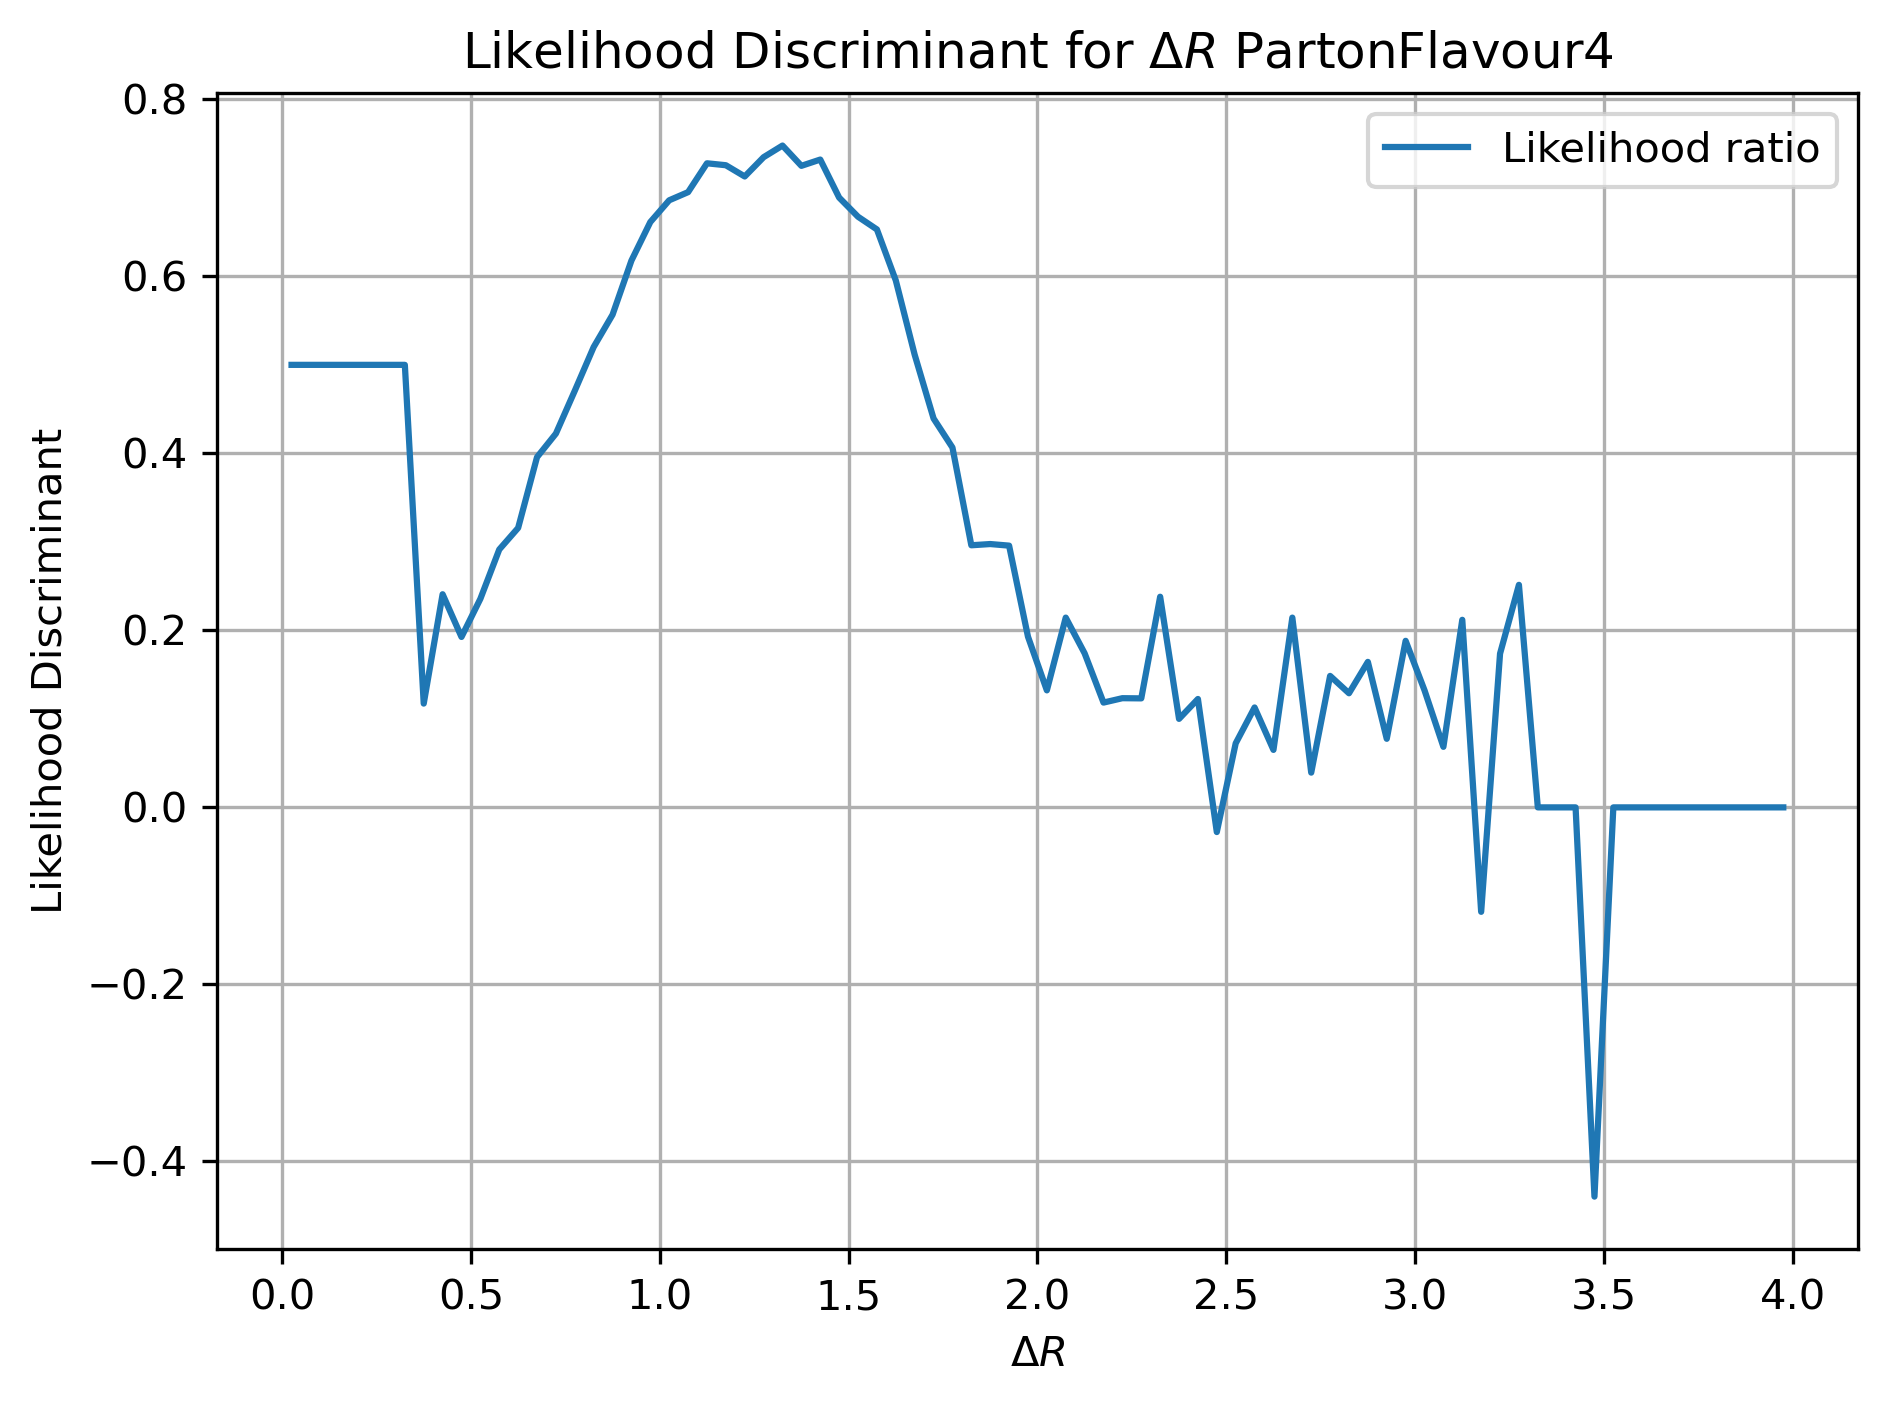 Likelihood Discriminant for ΔR PartonFlavour4
Likelihood ratio
0.8
0.6
0.4
0.2
0.0
−0.2
−0.4
Likelihood Discriminant
0.0 0.5 1.0 1.5 2.0 2.5 3.0 3.5 4.0
ΔR